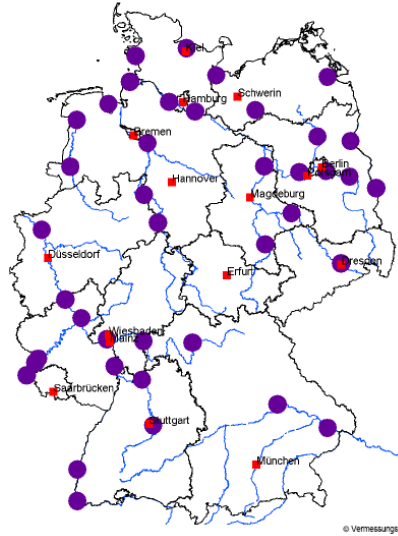 Kiel
Hamburg
Schwerin
Bremen
Berlin
Potsdam
Hannover
Magdeburg
Düsseldorf
Erfurt
Dresden
Wiesbaden
Mainz
Saarbrücken
Stuttgart
München
© Vermessungs